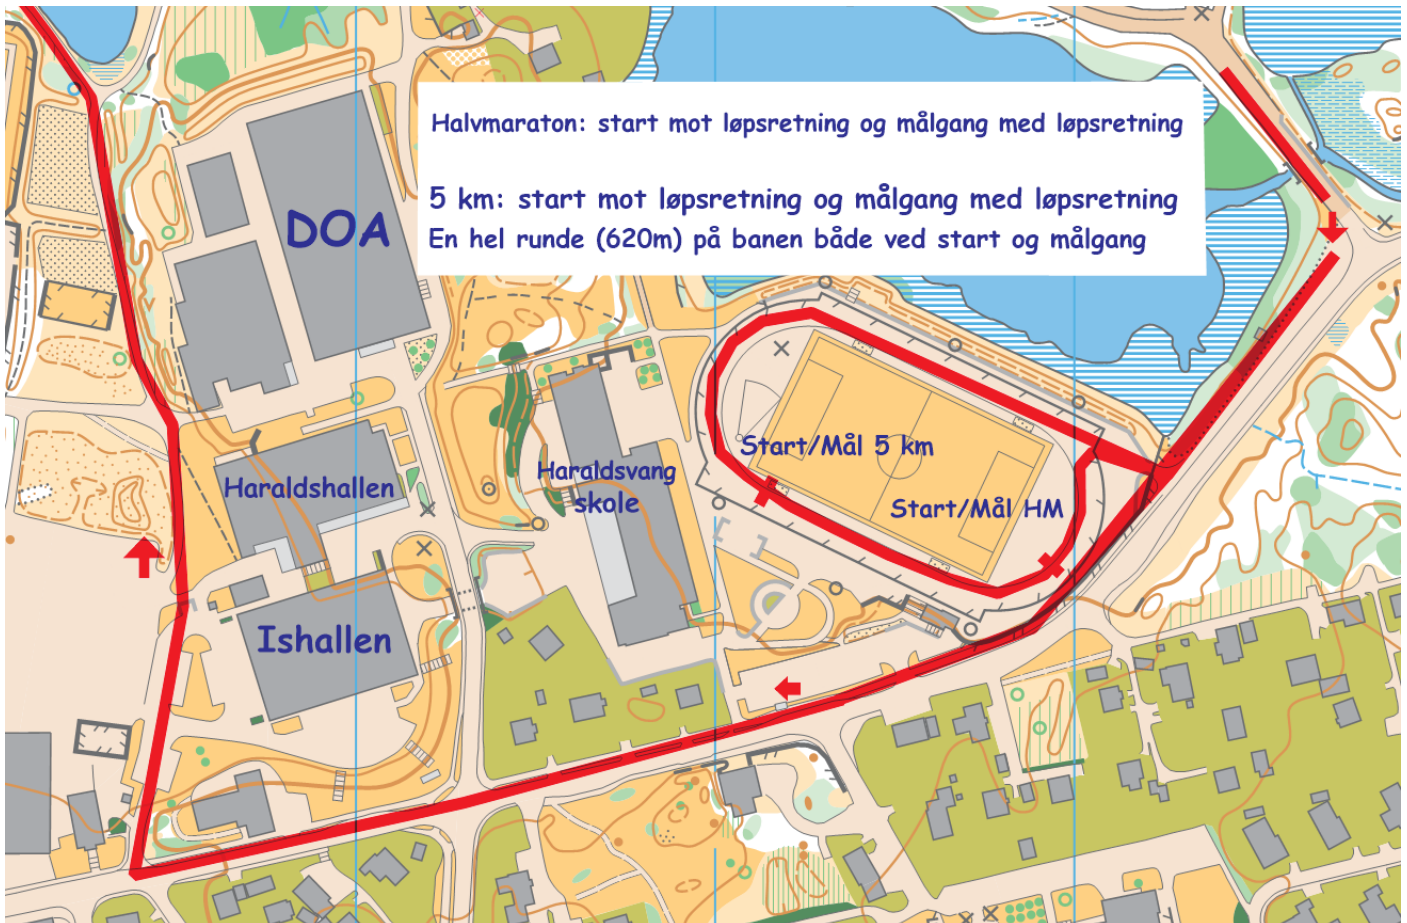 Halvmaraton: start mot løpsretning og målgang med løpsretning
5 km: start mot løpsretning og målgang med løpsretning
En hel runde (620m) på banen både ved start og målgang
DOA
Start/Mål 5 km
Haraldsvang
skole
Haraldshallen
Start/Mål HM
Ishallen